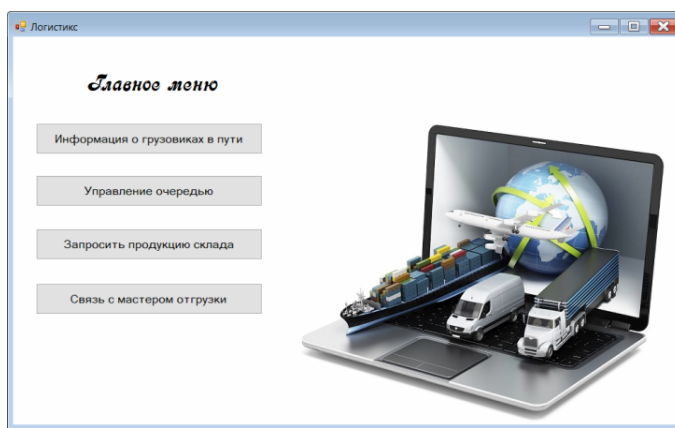 Логистикс
Главное меню
Информация о грузовиках в пути
Управление очередью
Запросить продукцию склада
Связь с мастером отгрузки